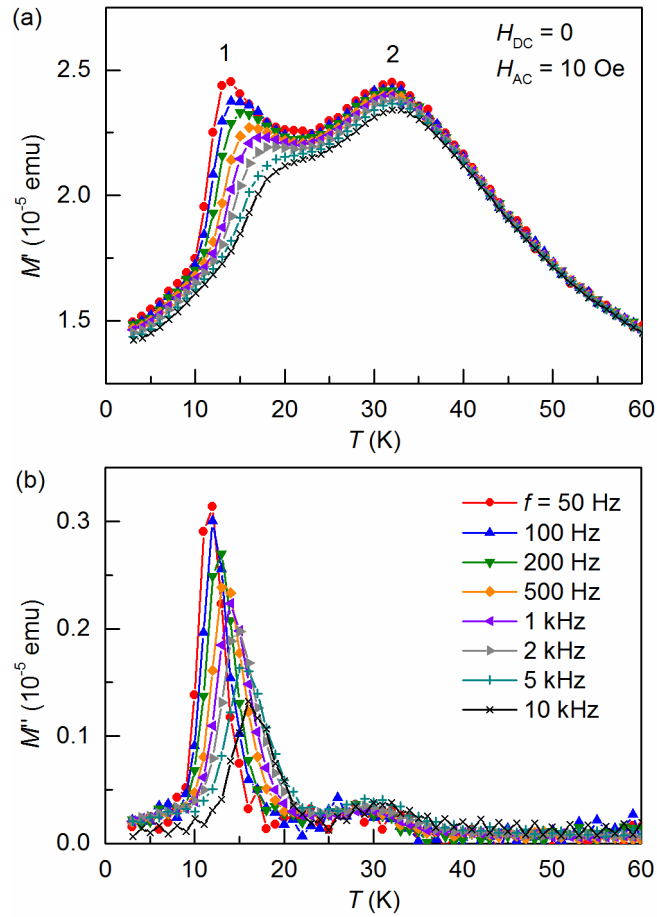 (a)
1
2
H_DC = 0
H_AC = 10 Oe
2.5
2.0
1.5
M' (10⁻⁵ emu)
0
10
20
30
40
50
60
T (K)
(b)
f = 50 Hz
100 Hz
200 Hz
500 Hz
1 kHz
2 kHz
5 kHz
10 kHz
0.3
0.2
0.1
0.0
M'' (10⁻⁵ emu)
0
10
20
30
40
50
60
T (K)